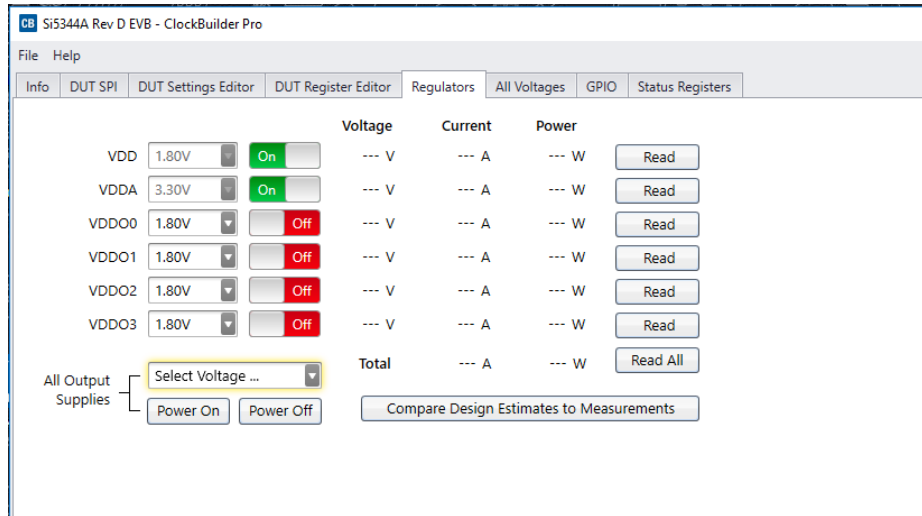 CB Si5344A Rev D EVB - ClockBuilder Pro
File Help
Info DUT SPI DUT Settings Editor DUT Register Editor Regulators All Voltages GPIO Status Registers
Voltage Current Power
VDD 1.80V On --- V --- A --- W Read
VDDA 3.30V On --- V --- A --- W Read
VDDO0 1.80V Off --- V --- A --- W Read
VDDO1 1.80V Off --- V --- A --- W Read
VDDO2 1.80V Off --- V --- A --- W Read
VDDO3 1.80V Off --- V --- A --- W Read
Total --- A --- W Read All
All Output Select Voltage ...
Supplies Power On Power Off Compare Design Estimates to Measurements